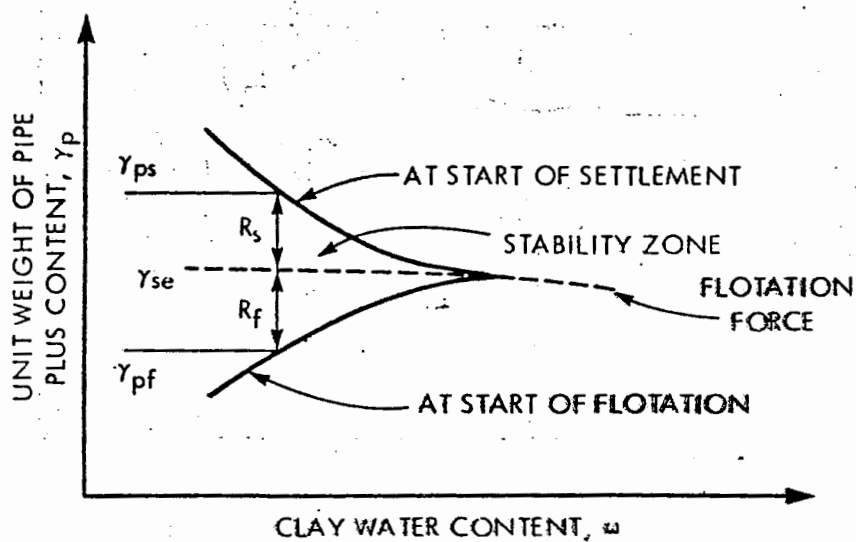 UNIT WEIGHT OF PIPE
PLUS CONTENT, γp
γps
AT START OF SETTLEMENT
Rs
STABILITY ZONE
γse
FLOTATION
FORCE
Rf
γpf
AT START OF FLOTATION
CLAY WATER CONTENT, ω